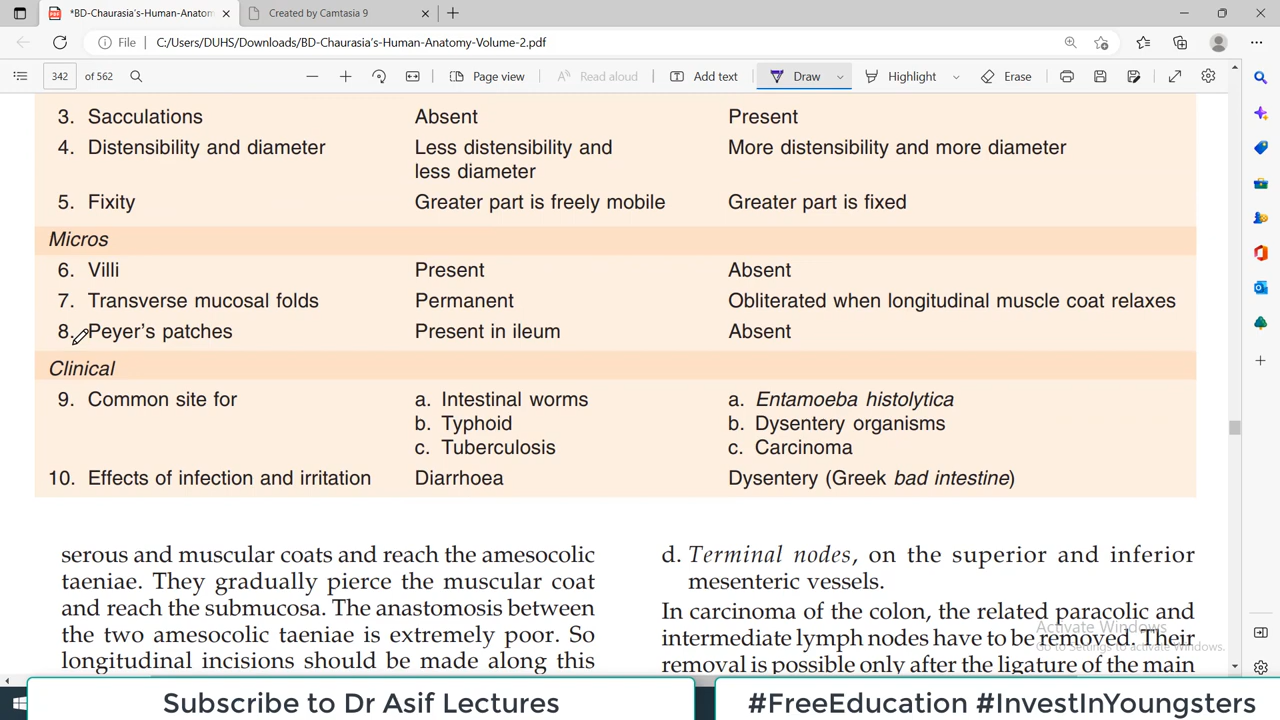 *BD-Chaurasia's-Human-Anatom
Created by Camtasia 9
File C:/Users/DUHS/Downloads/BD-Chaurasia's-Human-Anatomy-Volume-2.pdf
342 of 562 Page view Read aloud Add text Draw Highlight Erase
3. Sacculations Absent Present
4. Distensibility and diameter Less distensibility and More distensibility and more diameter
less diameter
5. Fixity Greater part is freely mobile Greater part is fixed
Micros
6. Villi Present Absent
7. Transverse mucosal folds Permanent Obliterated when longitudinal muscle coat relaxes
8. Peyer's patches Present in ileum Absent
Clinical
9. Common site for a. Intestinal worms a. Entamoeba histolytica
b. Typhoid b. Dysentery organisms
c. Tuberculosis c. Carcinoma
10. Effects of infection and irritation Diarrhoea Dysentery (Greek bad intestine)
serous and muscular coats and reach the amesocolic
taeniae. They gradually pierce the muscular coat
and reach the submucosa. The anastomosis between
the two amesocolic taeniae is extremely poor. So
longitudinal incisions should be made along this
d. Terminal nodes, on the superior and inferior
mesenteric vessels.
In carcinoma of the colon, the related paracolic and
intermediate lymph nodes have to be removed. Their
removal is possible only after the ligature of the main
Activate Windows
Go to Settings to activate Windows.
Subscribe to Dr Asif Lectures
#FreeEducation #InvestInYoungsters